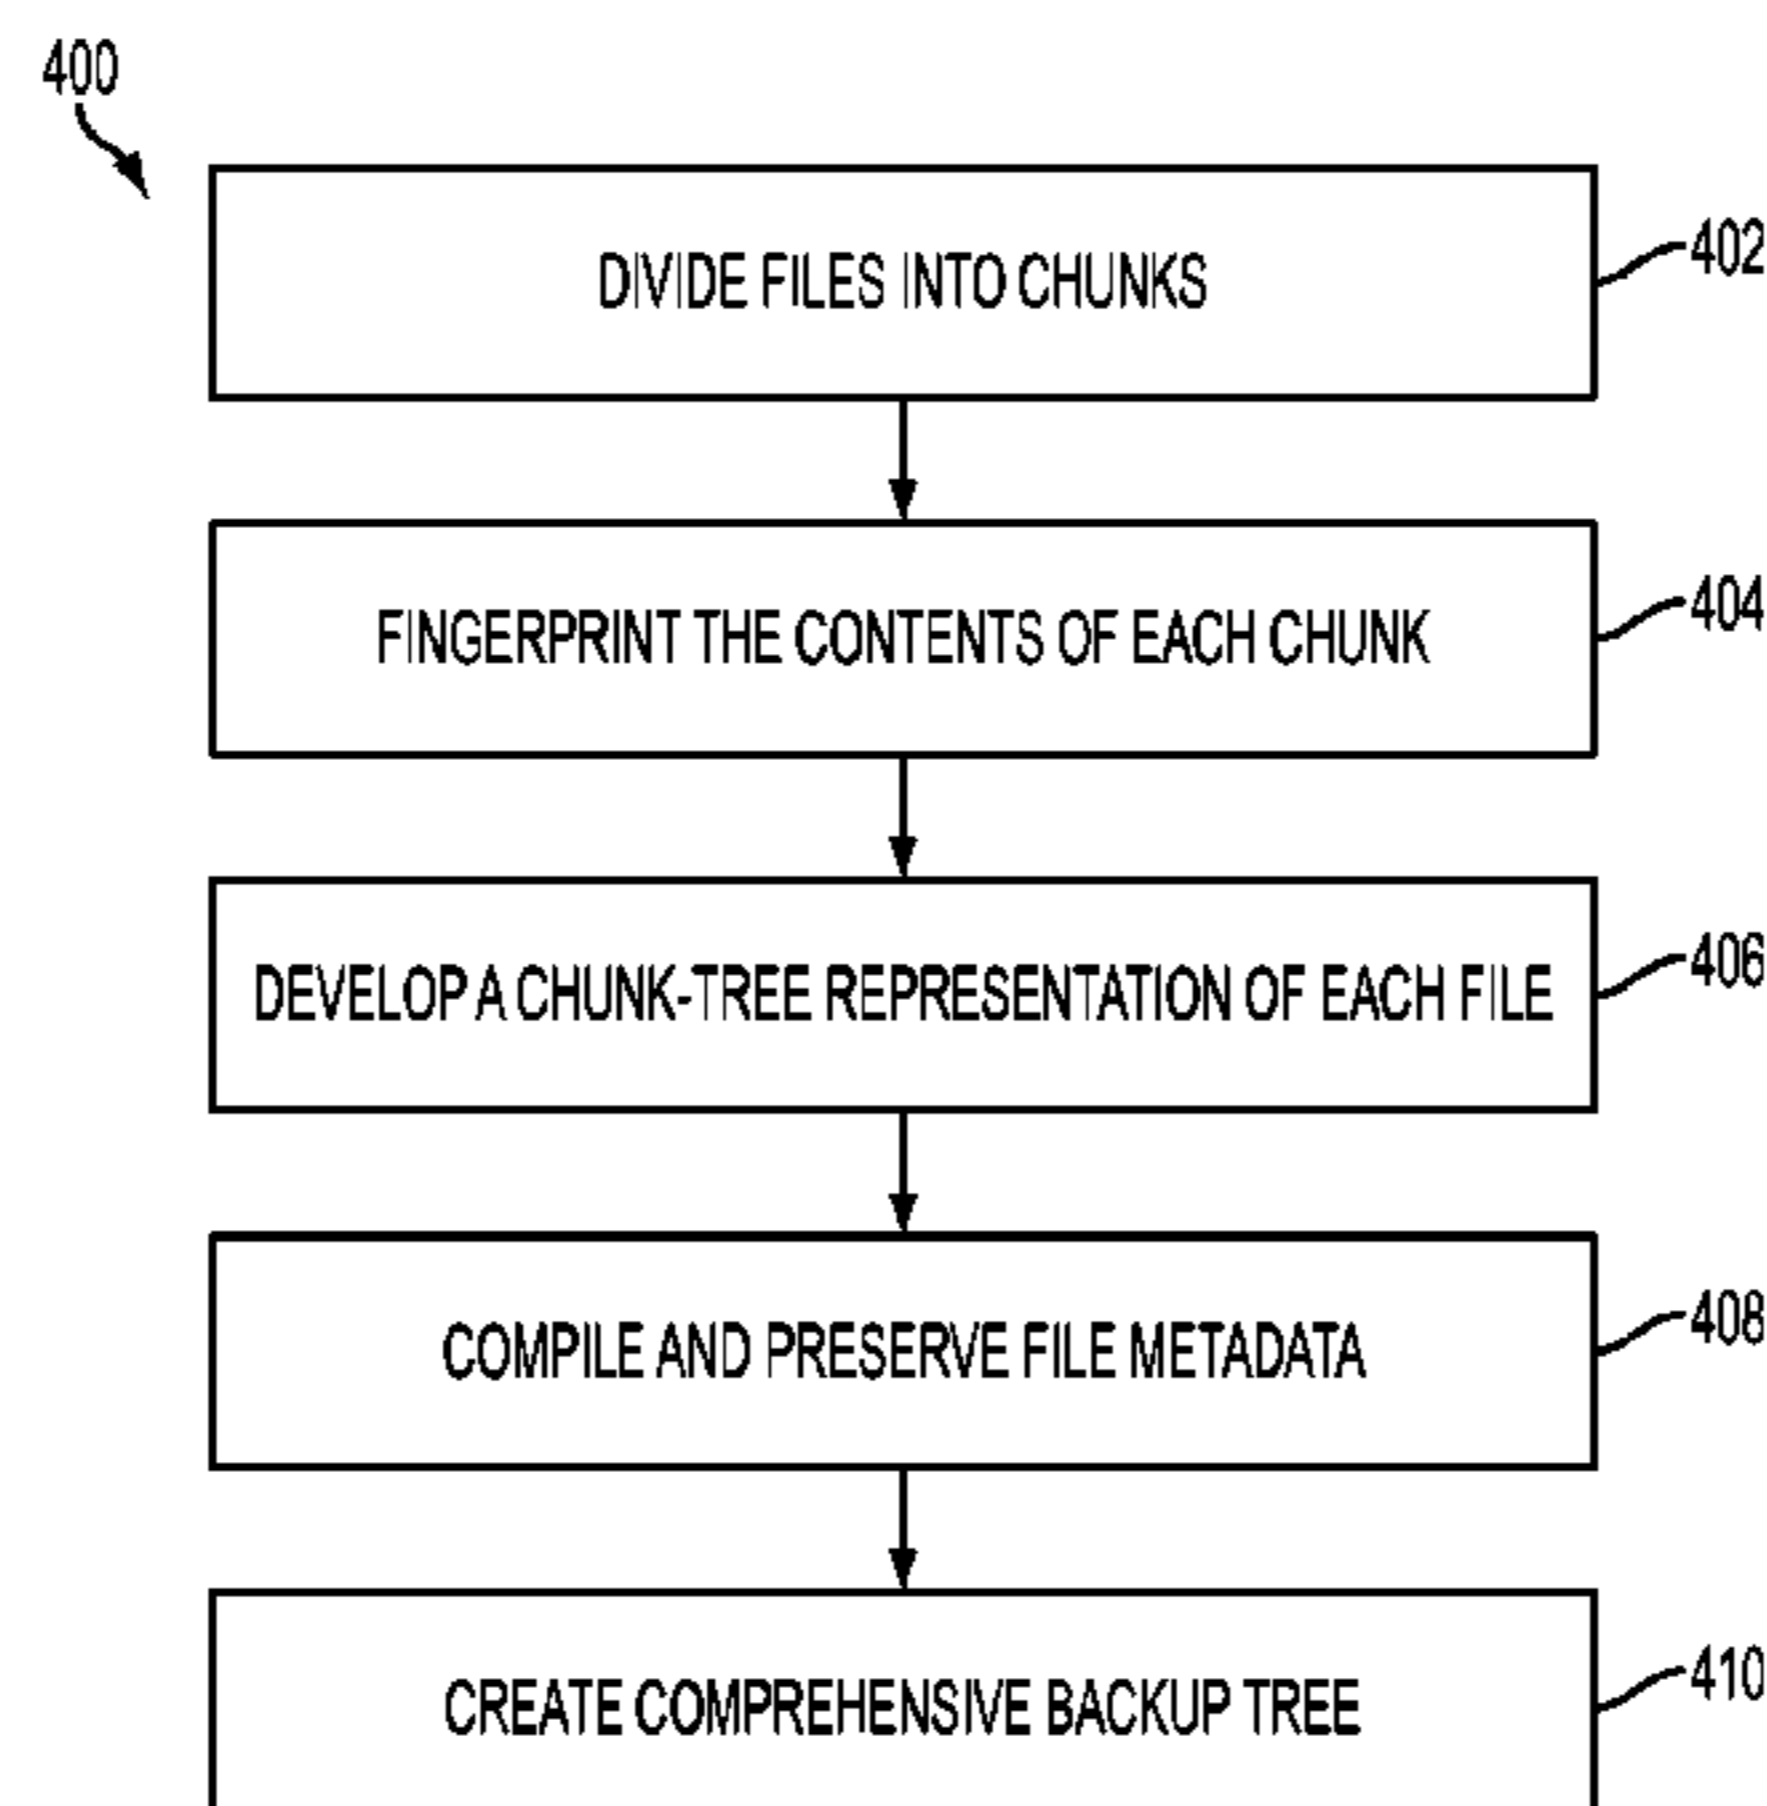 400
DIVIDE FILES INTO CHUNKS
402
FINGERPRINT THE CONTENTS OF EACH CHUNK
404
DEVELOP A CHUNK-TREE REPRESENTATION OF EACH FILE
406
COMPILE AND PRESERVE FILE METADATA
408
CREATE COMPREHENSIVE BACKUP TREE
410